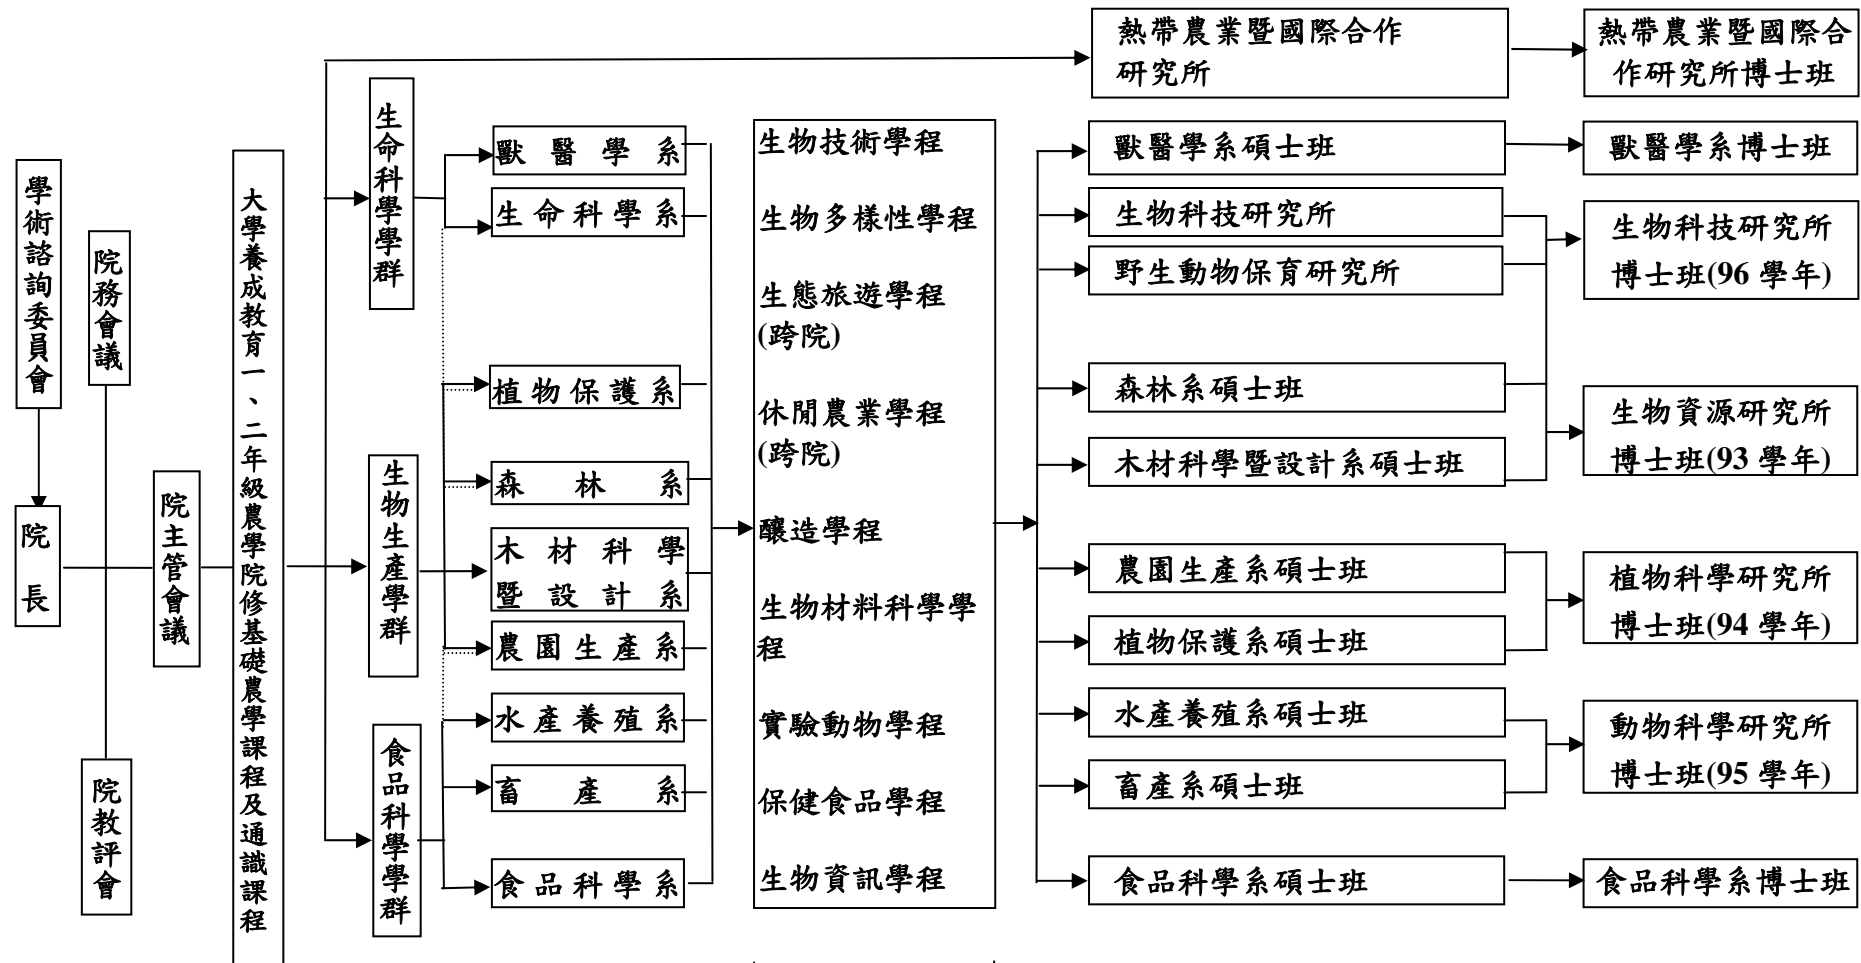 學術諮詢委員會
院長
院務會議
院教評會
院主管會議
大學養成教育一、二年級農學院修基礎農學課程及通識課程
生命科學學群
生物生產學群
食品科學學群
獸醫學系
生命科學系
植物保護系
森林系
木材科學
暨設計系
農園生產系
水產養殖系
畜產系
食品科學系
生物技術學程
生物多樣性學程
生態旅遊學程
(跨院)
休閒農業學程
(跨院)
釀造學程
生物材料科學學
程
實驗動物學程
保健食品學程
生物資訊學程
熱帶農業暨國際合作
研究所
獸醫學系碩士班
生物科技研究所
野生動物保育研究所
森林系碩士班
木材科學暨設計系碩士班
農園生產系碩士班
植物保護系碩士班
水產養殖系碩士班
畜產系碩士班
食品科學系碩士班
熱帶農業暨國際合
作研究所博士班
獸醫學系博士班
生物科技研究所
博士班(96 學年)
生物資源研究所
博士班(93 學年)
植物科學研究所
博士班(94 學年)
動物科學研究所
博士班(95 學年)
食品科學系博士班